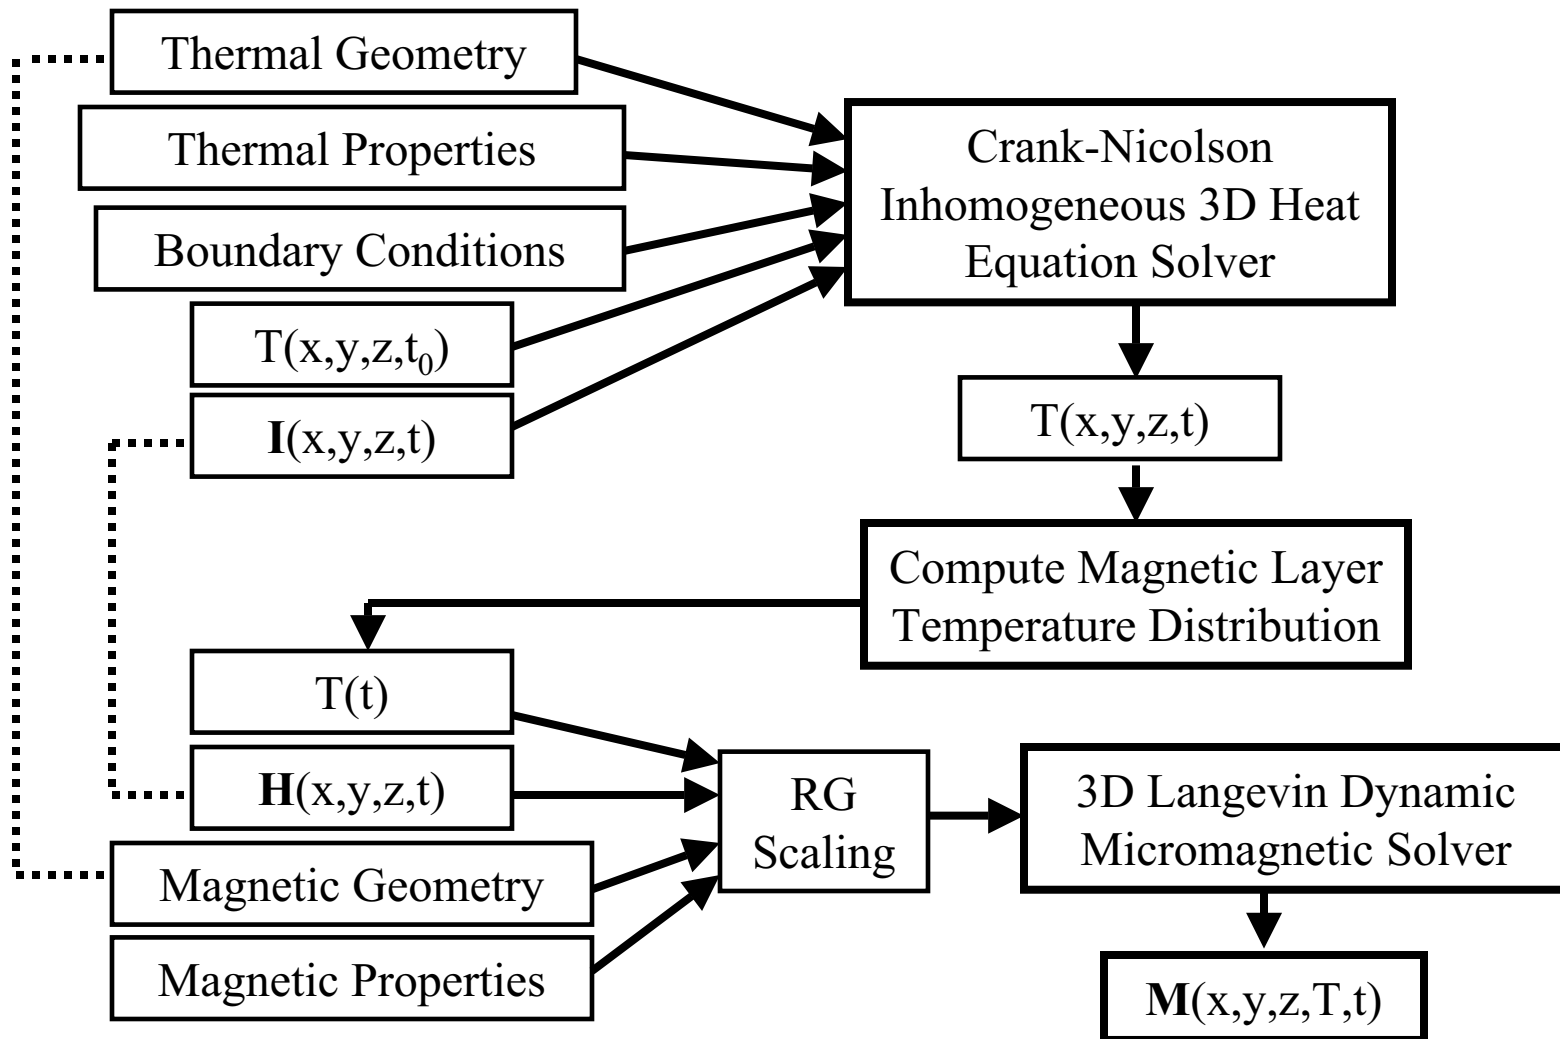 Thermal Geometry
Thermal Properties
Boundary Conditions
T(x,y,z,t₀)
I(x,y,z,t)
Crank-Nicolson
Inhomogeneous 3D Heat
Equation Solver
T(x,y,z,t)
Compute Magnetic Layer
Temperature Distribution
T(t)
H(x,y,z,t)
Magnetic Geometry
Magnetic Properties
RG
Scaling
3D Langevin Dynamic
Micromagnetic Solver
M(x,y,z,T,t)